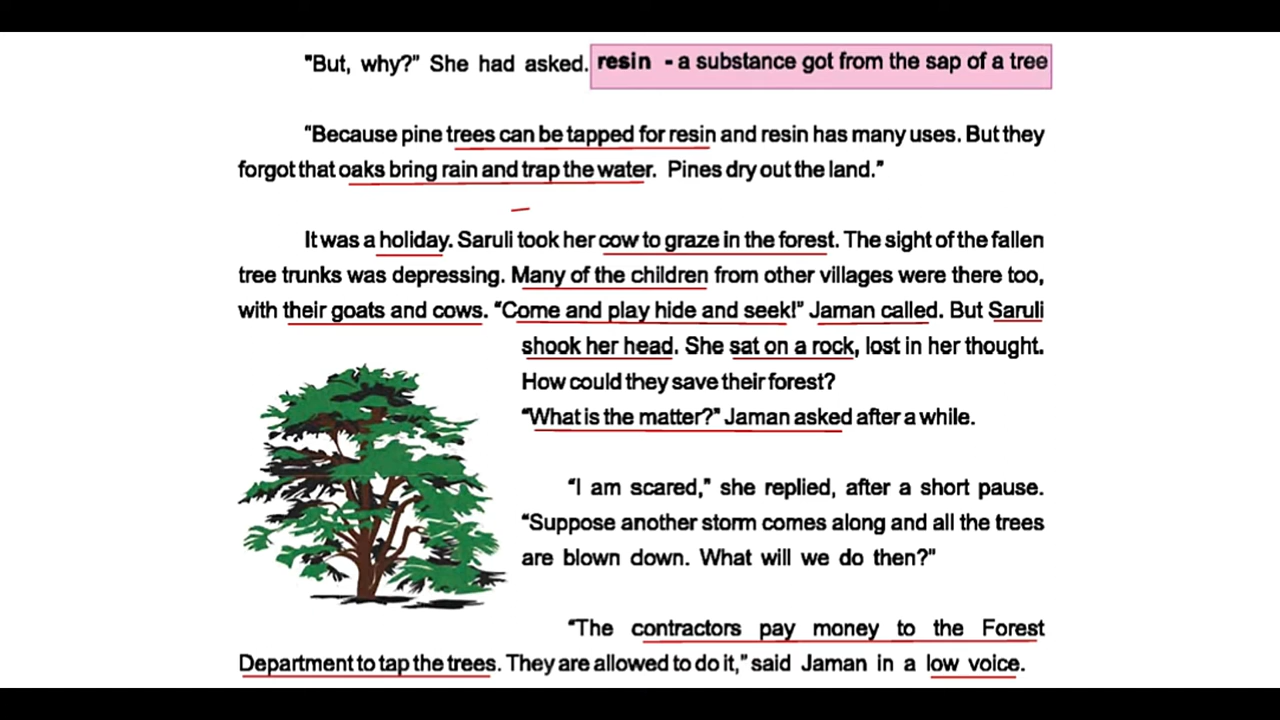 "But, why?" She had asked. resin - a substance got from the sap of a tree
"Because pine trees can be tapped for resin and resin has many uses. But they
forgot that oaks bring rain and trap the water. Pines dry out the land."
It was a holiday. Saruli took her cow to graze in the forest. The sight of the fallen
tree trunks was depressing. Many of the children from other villages were there too,
with their goats and cows. "Come and play hide and seek!" Jaman called. But Saruli
shook her head. She sat on a rock, lost in her thought.
How could they save their forest?
"What is the matter?" Jaman asked after a while.
"I am scared," she replied, after a short pause.
"Suppose another storm comes along and all the trees
are blown down. What will we do then?"
"The contractors pay money to the Forest
Department to tap the trees. They are allowed to do it," said Jaman in a low voice.